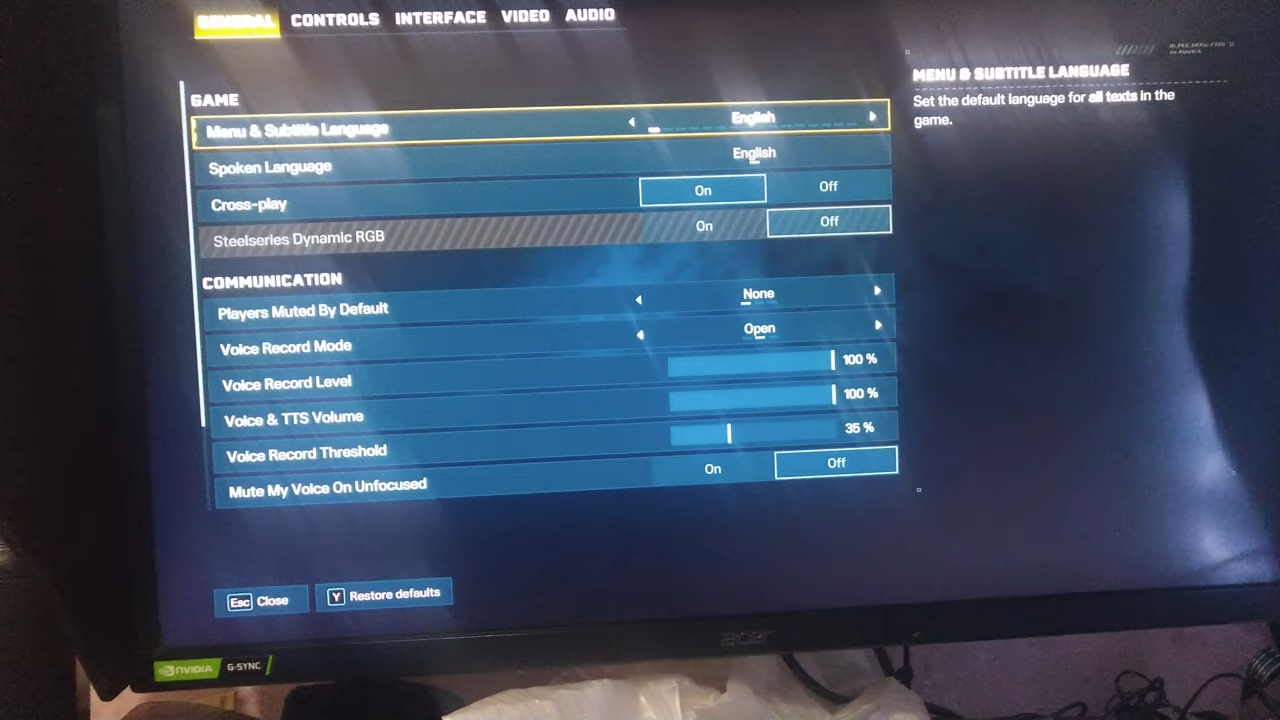 GENERAL CONTROLS INTERFACE VIDEO AUDIO
MENU & SUBTITLE LANGUAGE
Set the default language for all texts in the
game.
GAME
Menu & Subtitle Language English
Spoken Language English
Cross-play On Off
Steelseries Dynamic RGB On Off
COMMUNICATION
Players Muted By Default None
Voice Record Mode Open
Voice Record Level 100 %
Voice & TTS Volume 100 %
Voice Record Threshold 35 %
Mute My Voice On Unfocused On Off
Esc Close Y Restore defaults
acer
NVIDIA G-SYNC